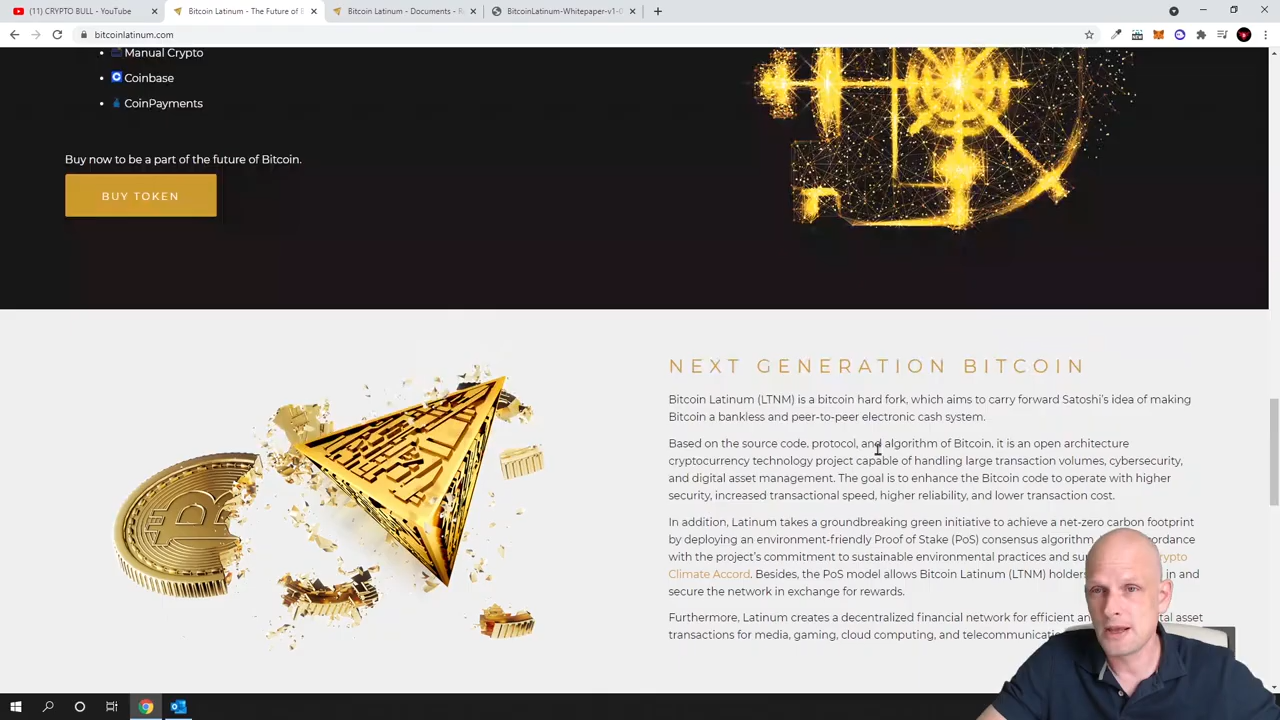 (11) CRYPTO BULL - YouTube
Bitcoin Latinum - The Future of B
Bitcoin Latinum - Documents - R
BitcoinLatinum-Whitepaper-v1-0
bitcoinlatinum.com
Manual Crypto
Coinbase
CoinPayments
Buy now to be a part of the future of Bitcoin.
BUY TOKEN
NEXT GENERATION BITCOIN
Bitcoin Latinum (LTNM) is a bitcoin hard fork, which aims to carry forward Satoshi's idea of making
Bitcoin a bankless and peer-to-peer electronic cash system.
Based on the source code, protocol, and algorithm of Bitcoin, it is an open architecture
cryptocurrency technology project capable of handling large transaction volumes, cybersecurity,
and digital asset management. The goal is to enhance the Bitcoin code to operate with higher
security, increased transactional speed, higher reliability, and lower transaction cost.
In addition, Latinum takes a groundbreaking green initiative to achieve a net-zero carbon footprint
by deploying an environment-friendly Proof of Stake (PoS) consensus algorithm,
with the project's commitment to sustainable environmental practices and
Climate Accord. Besides, the PoS model allows Bitcoin Latinum (LTNM) in and
secure the network in exchange for rewards.
Furthermore, Latinum creates a decentralized financial network for efficient asset
transactions for media, gaming, cloud computing, and